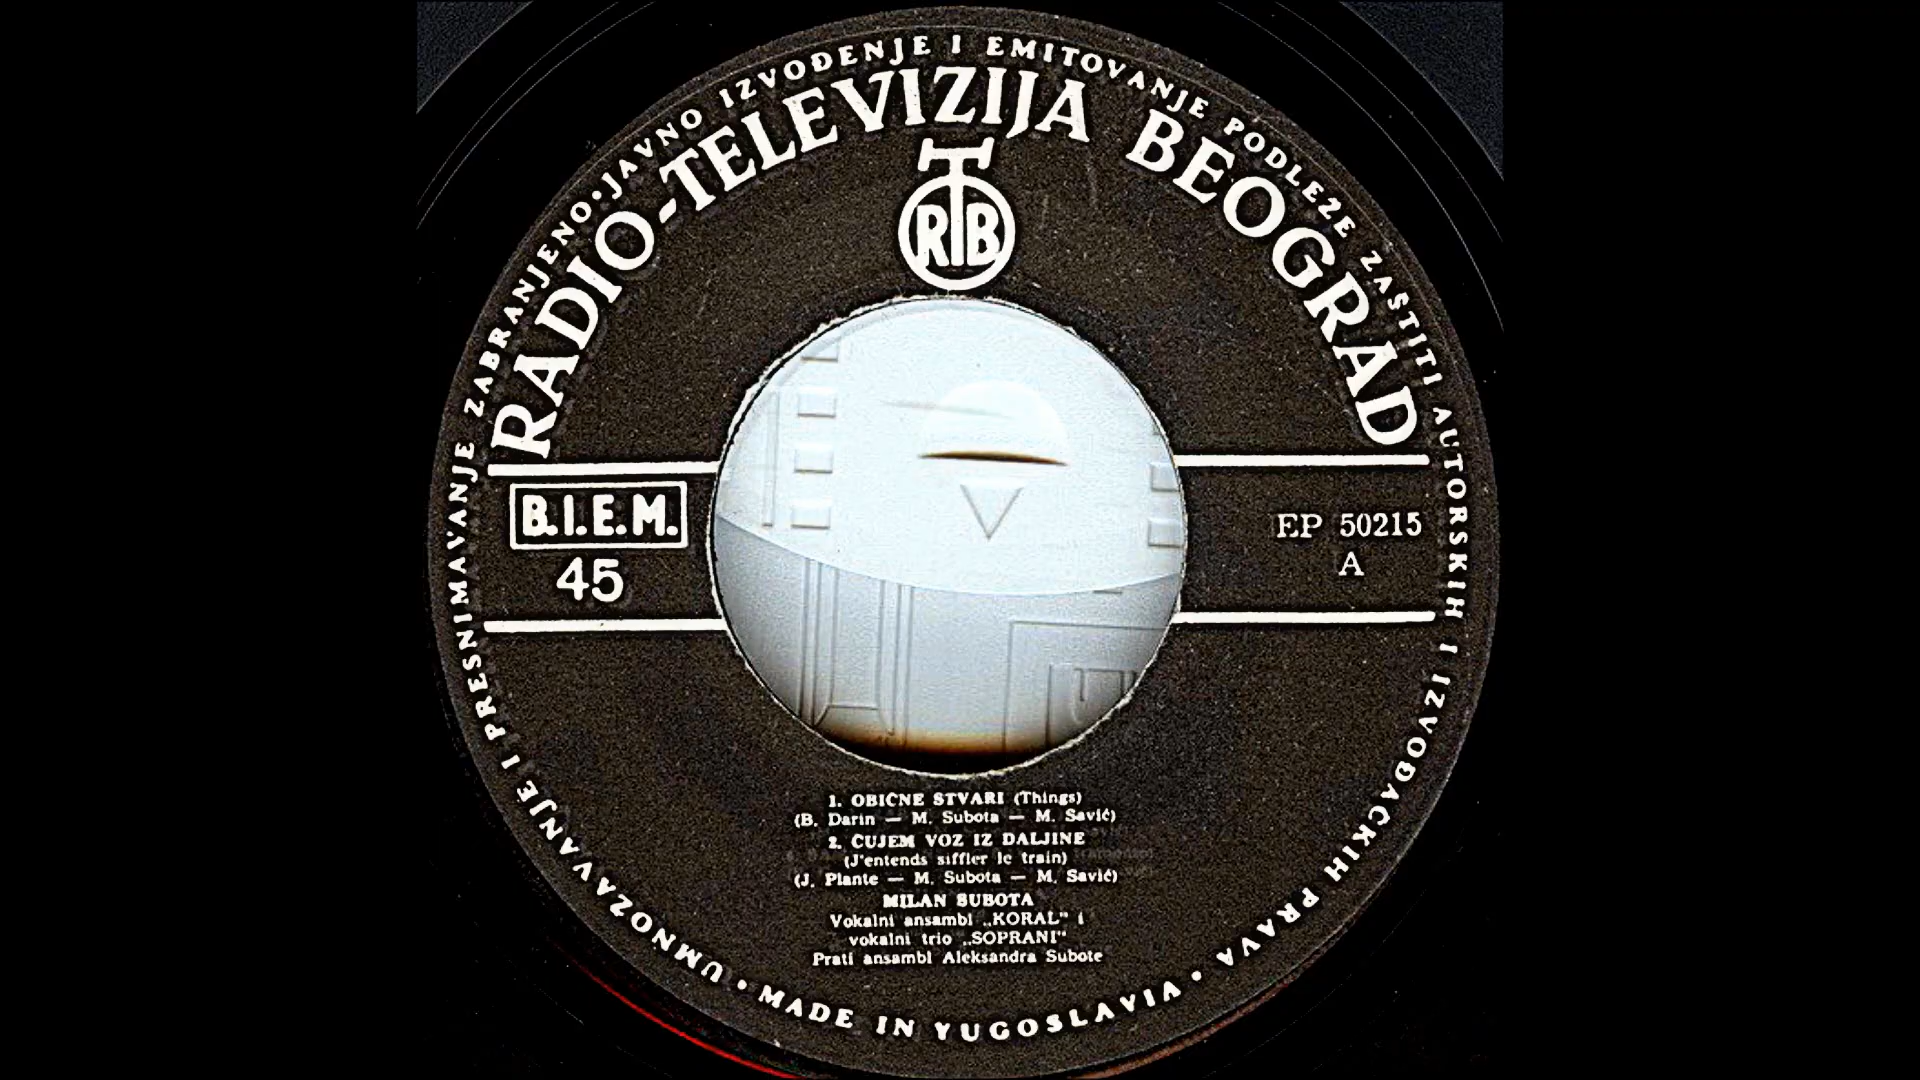 UMNOZAVANJE I PRESNIMAVANJE ZABRANJENO • JAVNO IZVOĐENJE I EMITOVANJE PODLEZE ZAŠTITI AUTORSKIH I IZVOĐAČKIH PRAVA • MADE IN YUGOSLAVIA •
RADIO-TELEVIZIJA BEOGRAD
RTB
B.I.E.M.
45
EP 50215
A
1. OBIČNE STVARI (Things)
(B. Darin — M. Subota — M. Savić)
2. ČUJEM VOZ IZ DALJINE
(J'entends siffler le train)
(J. Plante — M. Subota — M. Savić)
MILAN SUBOTA
Vokalni ansambl „KORAL" i
vokalni trio „SOPRANI"
Prati ansambl Aleksandra Subote